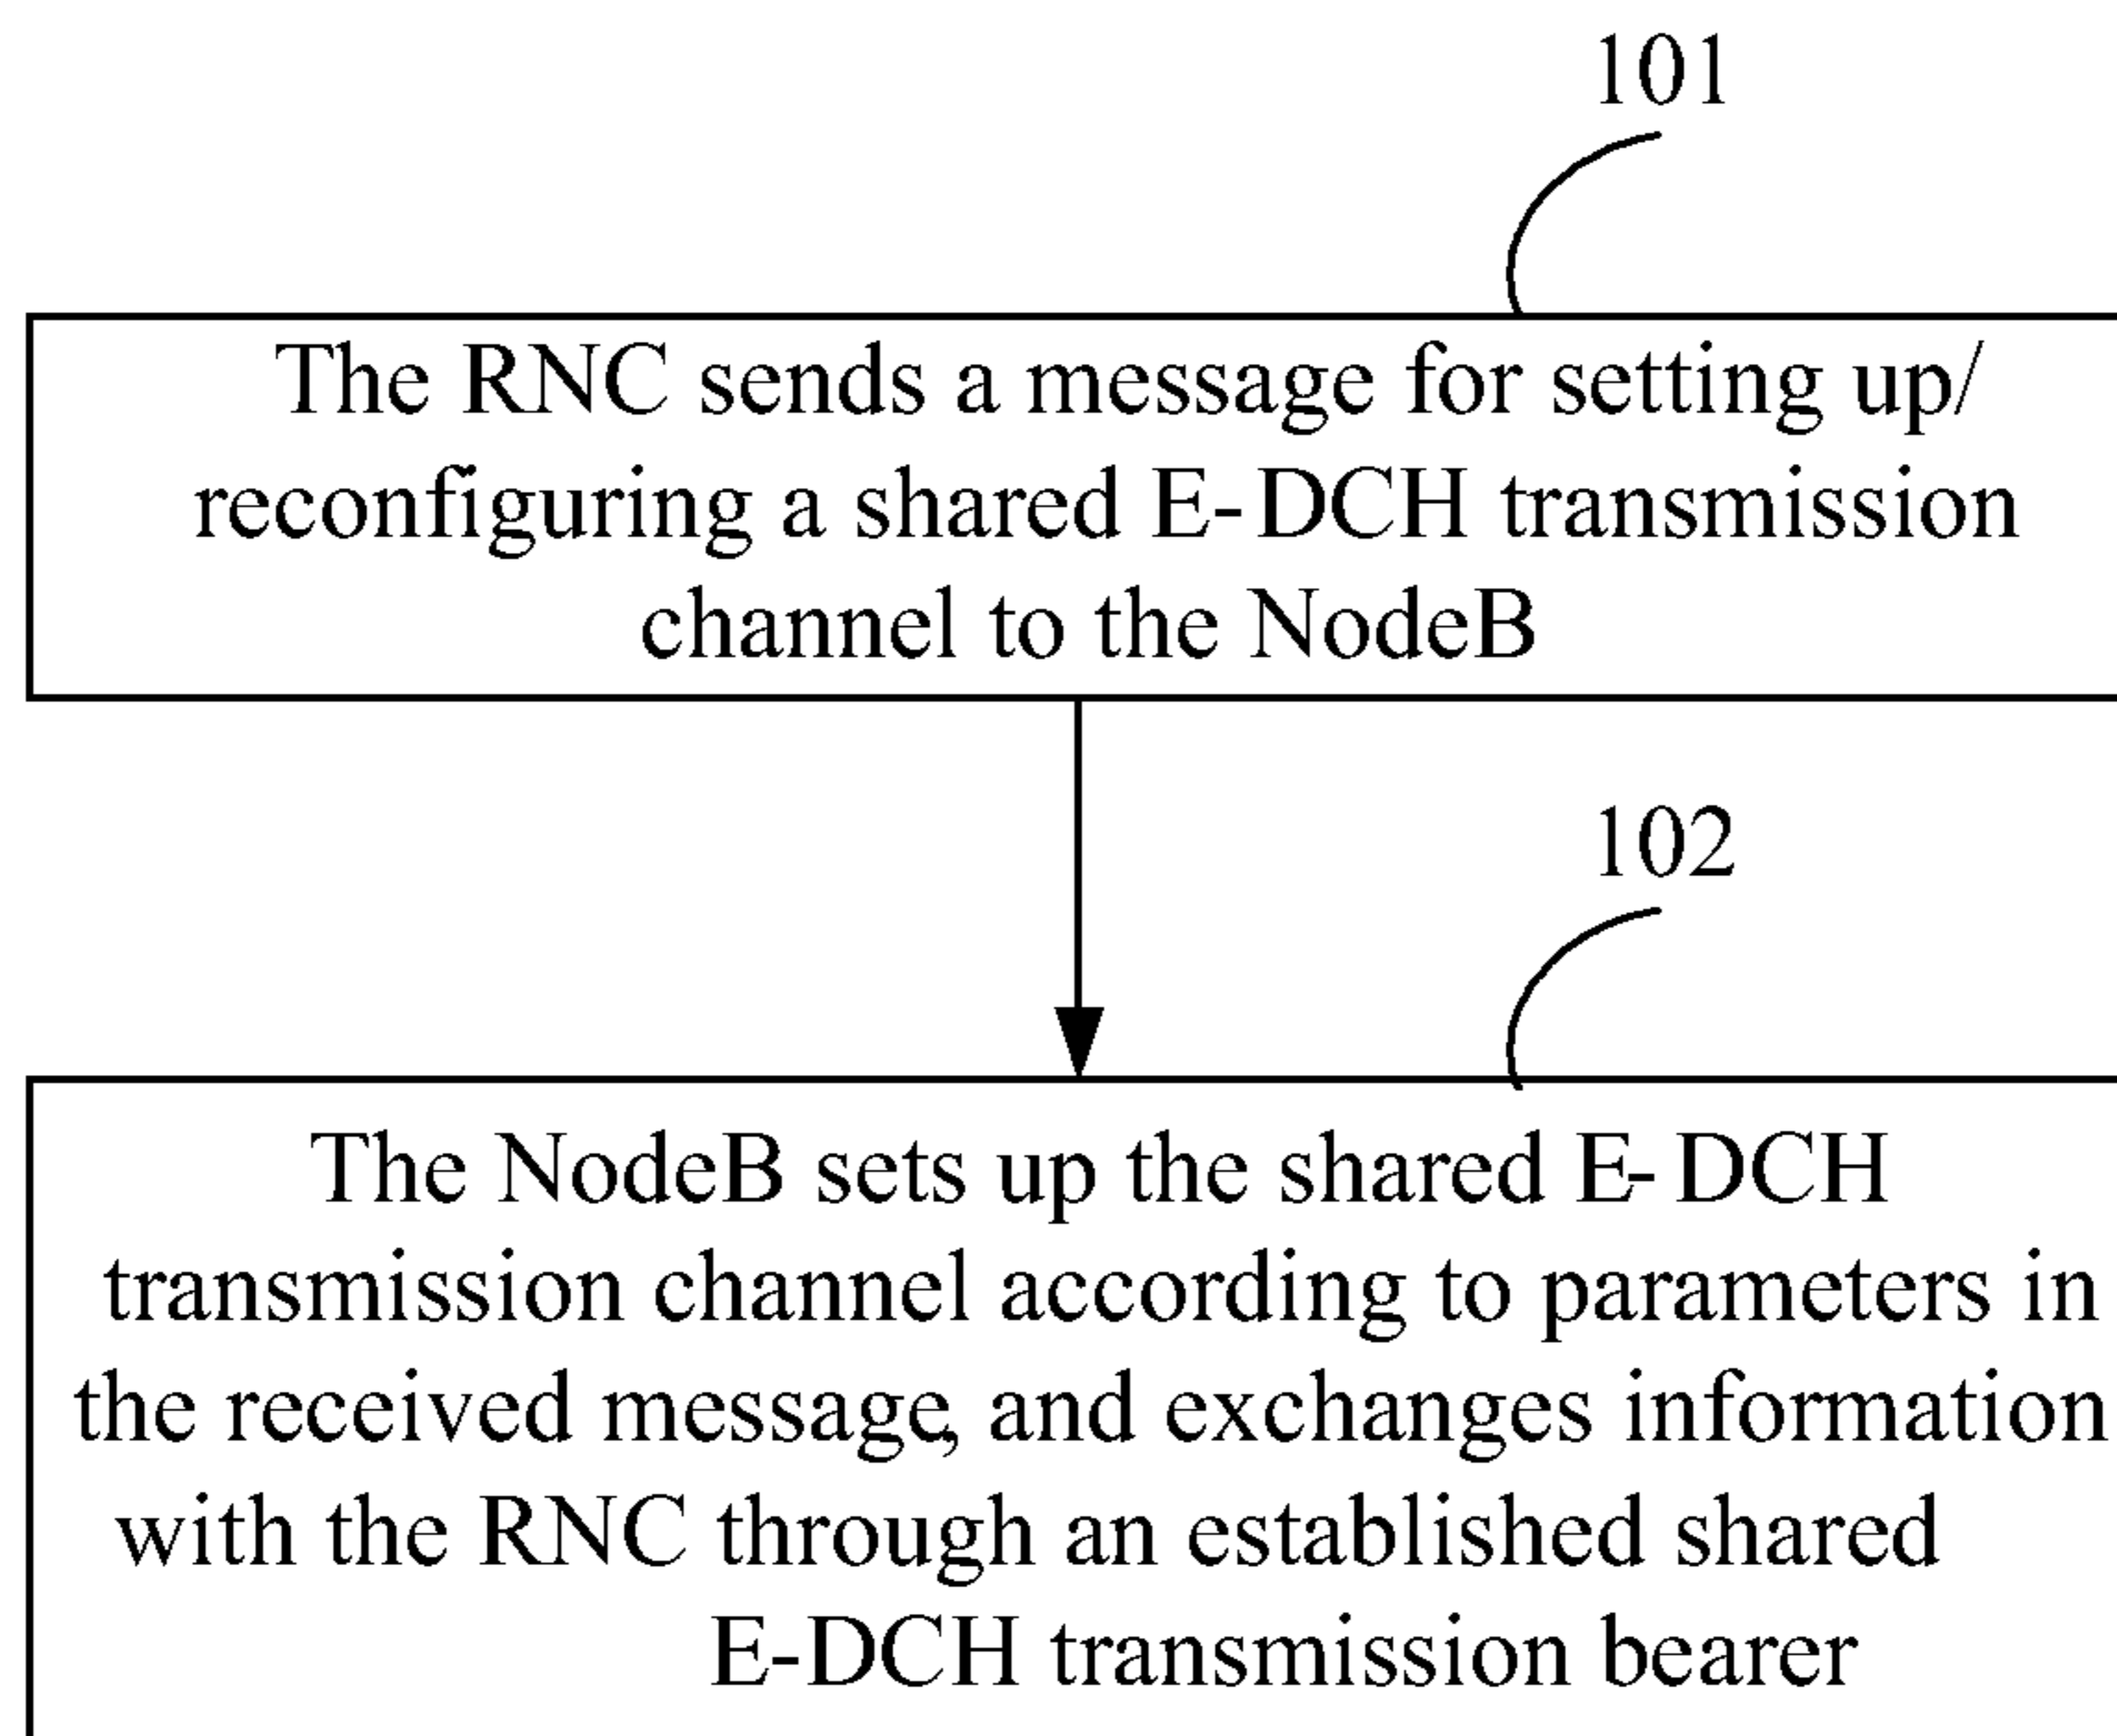 101
The RNC sends a message for setting up/
reconfiguring a shared E-DCH transmission
channel to the NodeB
102
The NodeB sets up the shared E-DCH
transmission channel according to parameters in
the received message, and exchanges information
with the RNC through an established shared
E-DCH transmission bearer